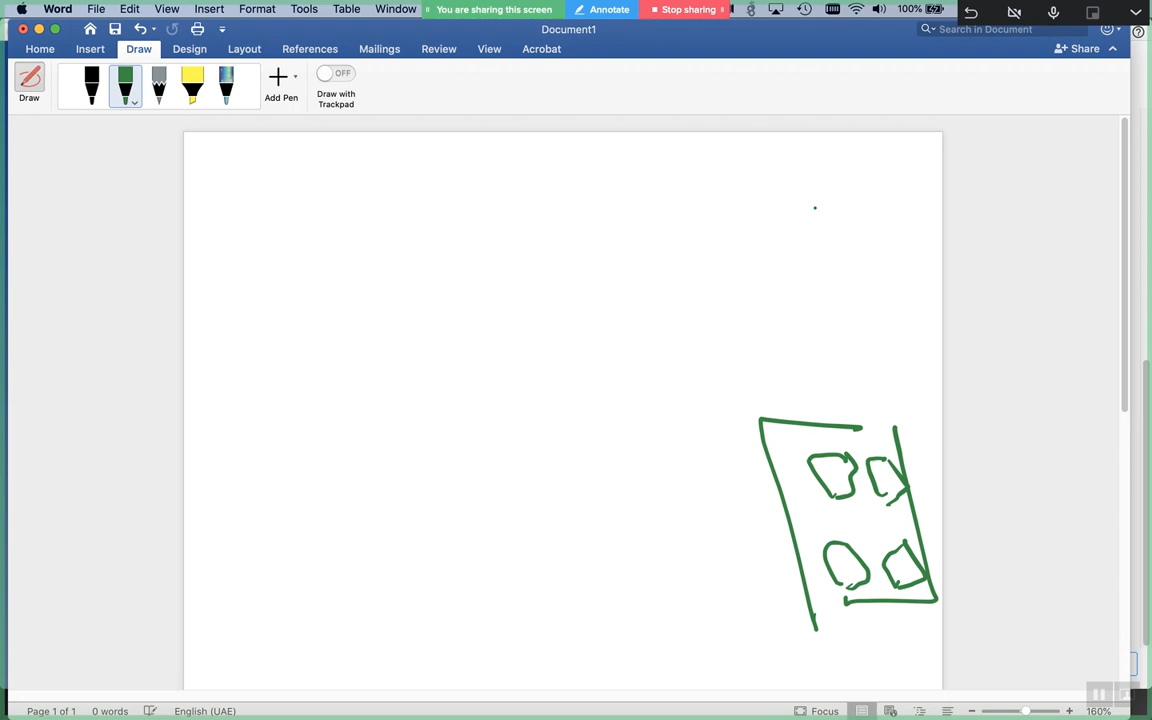 Word File Edit View Insert Format Tools Table Window You are sharing this screen Annotate Stop sharing 100%
Document1
Search in Document
Home Insert Draw Design Layout References Mailings Review View Acrobat
Share
Draw
Add Pen
OFF
Draw with
Trackpad
Page 1 of 1 0 words English (UAE) Focus 160%